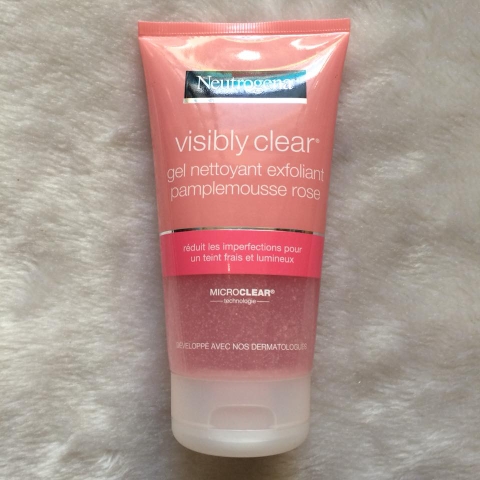 Neutrogena®
visibly clear®
gel nettoyant exfoliant
pamplemousse rose
réduit les imperfections pour
un teint frais et lumineux
MICROCLEAR®
technologie
DÉVELOPPÉ AVEC NOS DERMATOLOGUES